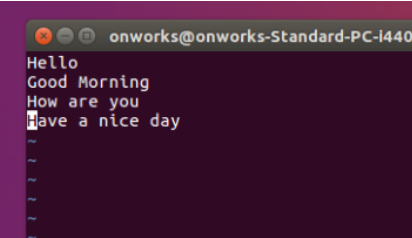 onworks@onworks-Standard-PC-i440
Hello
Good Morning
How are you
Have a nice day
~
~
~
~
~
~